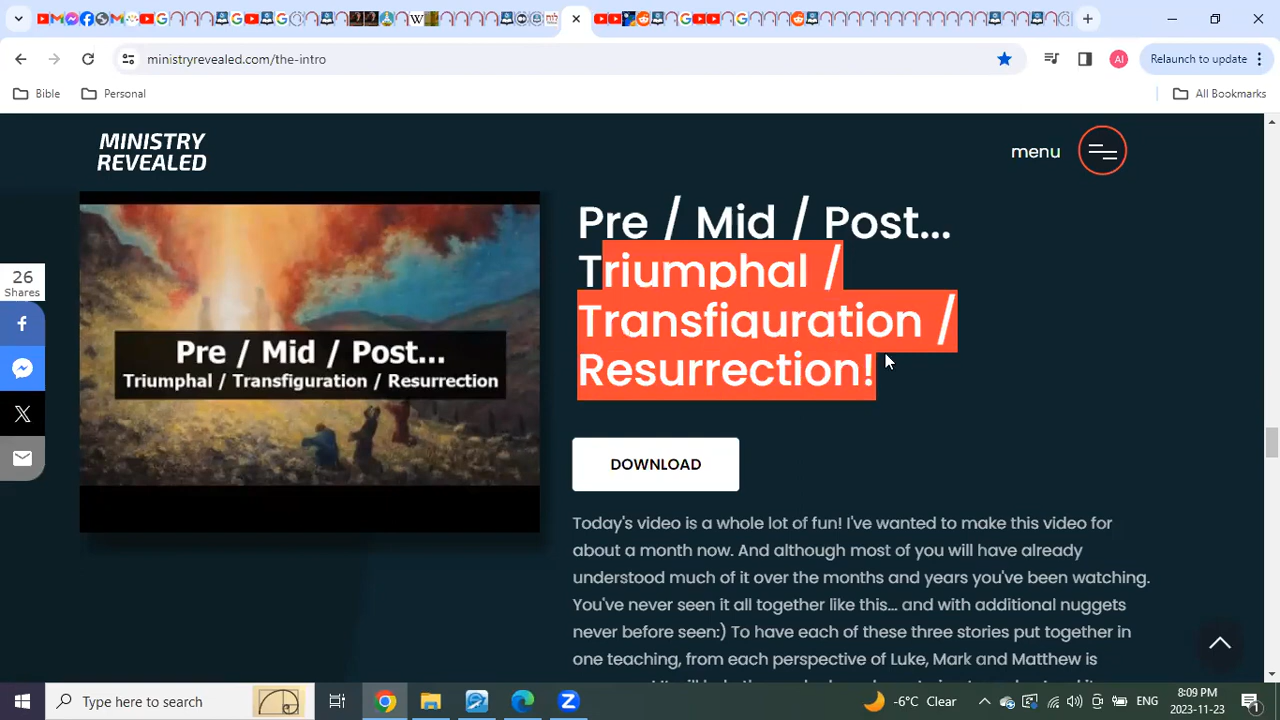 ministryrevealed.com/the-intro
Relaunch to update
AI
Bible
Personal
All Bookmarks
MINISTRY
REVEALED
menu
26
Shares
Pre / Mid / Post...
Triumphal /
Transfiguration /
Resurrection!
Pre / Mid / Post...
Triumphal / Transfiguration / Resurrection
DOWNLOAD
Today's video is a whole lot of fun! I've wanted to make this video for
about a month now. And although most of you will have already
understood much of it over the months and years you've been watching.
You've never seen it all together like this... and with additional nuggets
never before seen:) To have each of these three stories put together in
one teaching, from each perspective of Luke, Mark and Matthew is
Type here to search
-6°C Clear
ENG
8:09 PM
2023-11-23